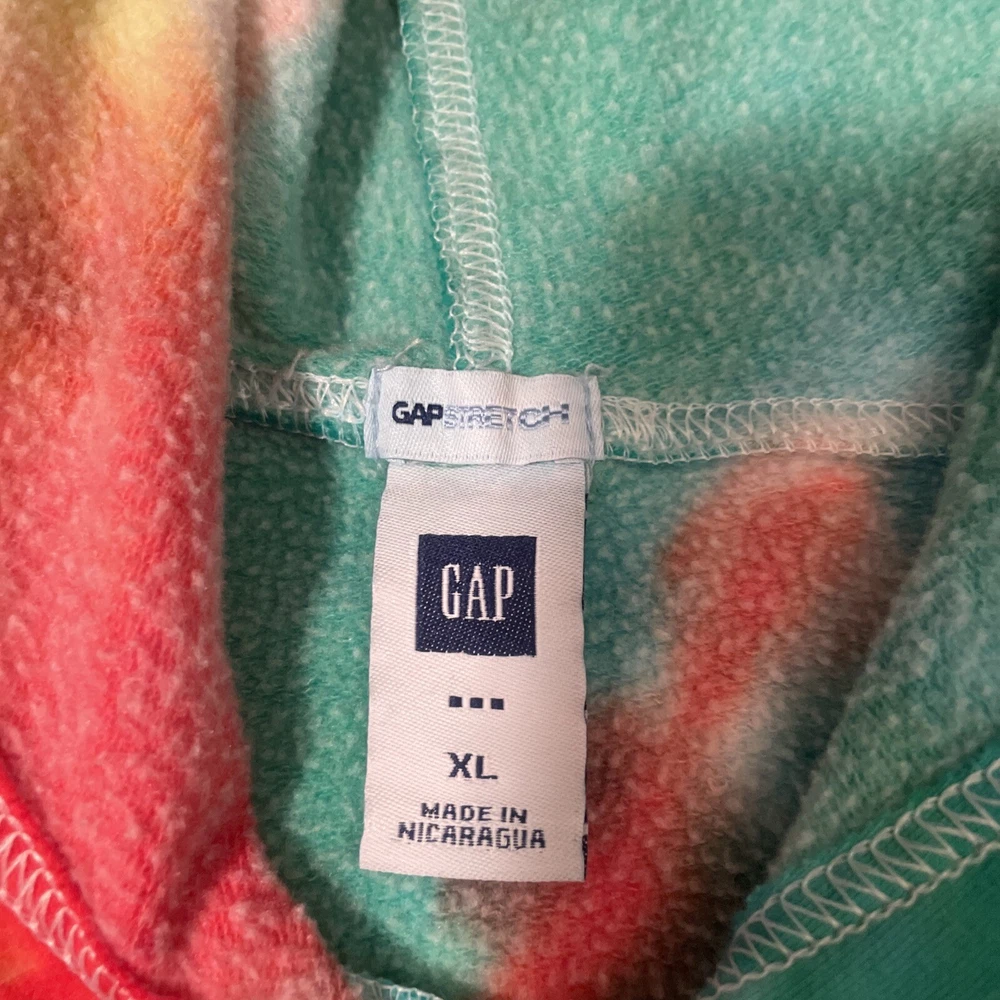 GAPSTRETCH
GAP
XL
MADE IN
NICARAGUA